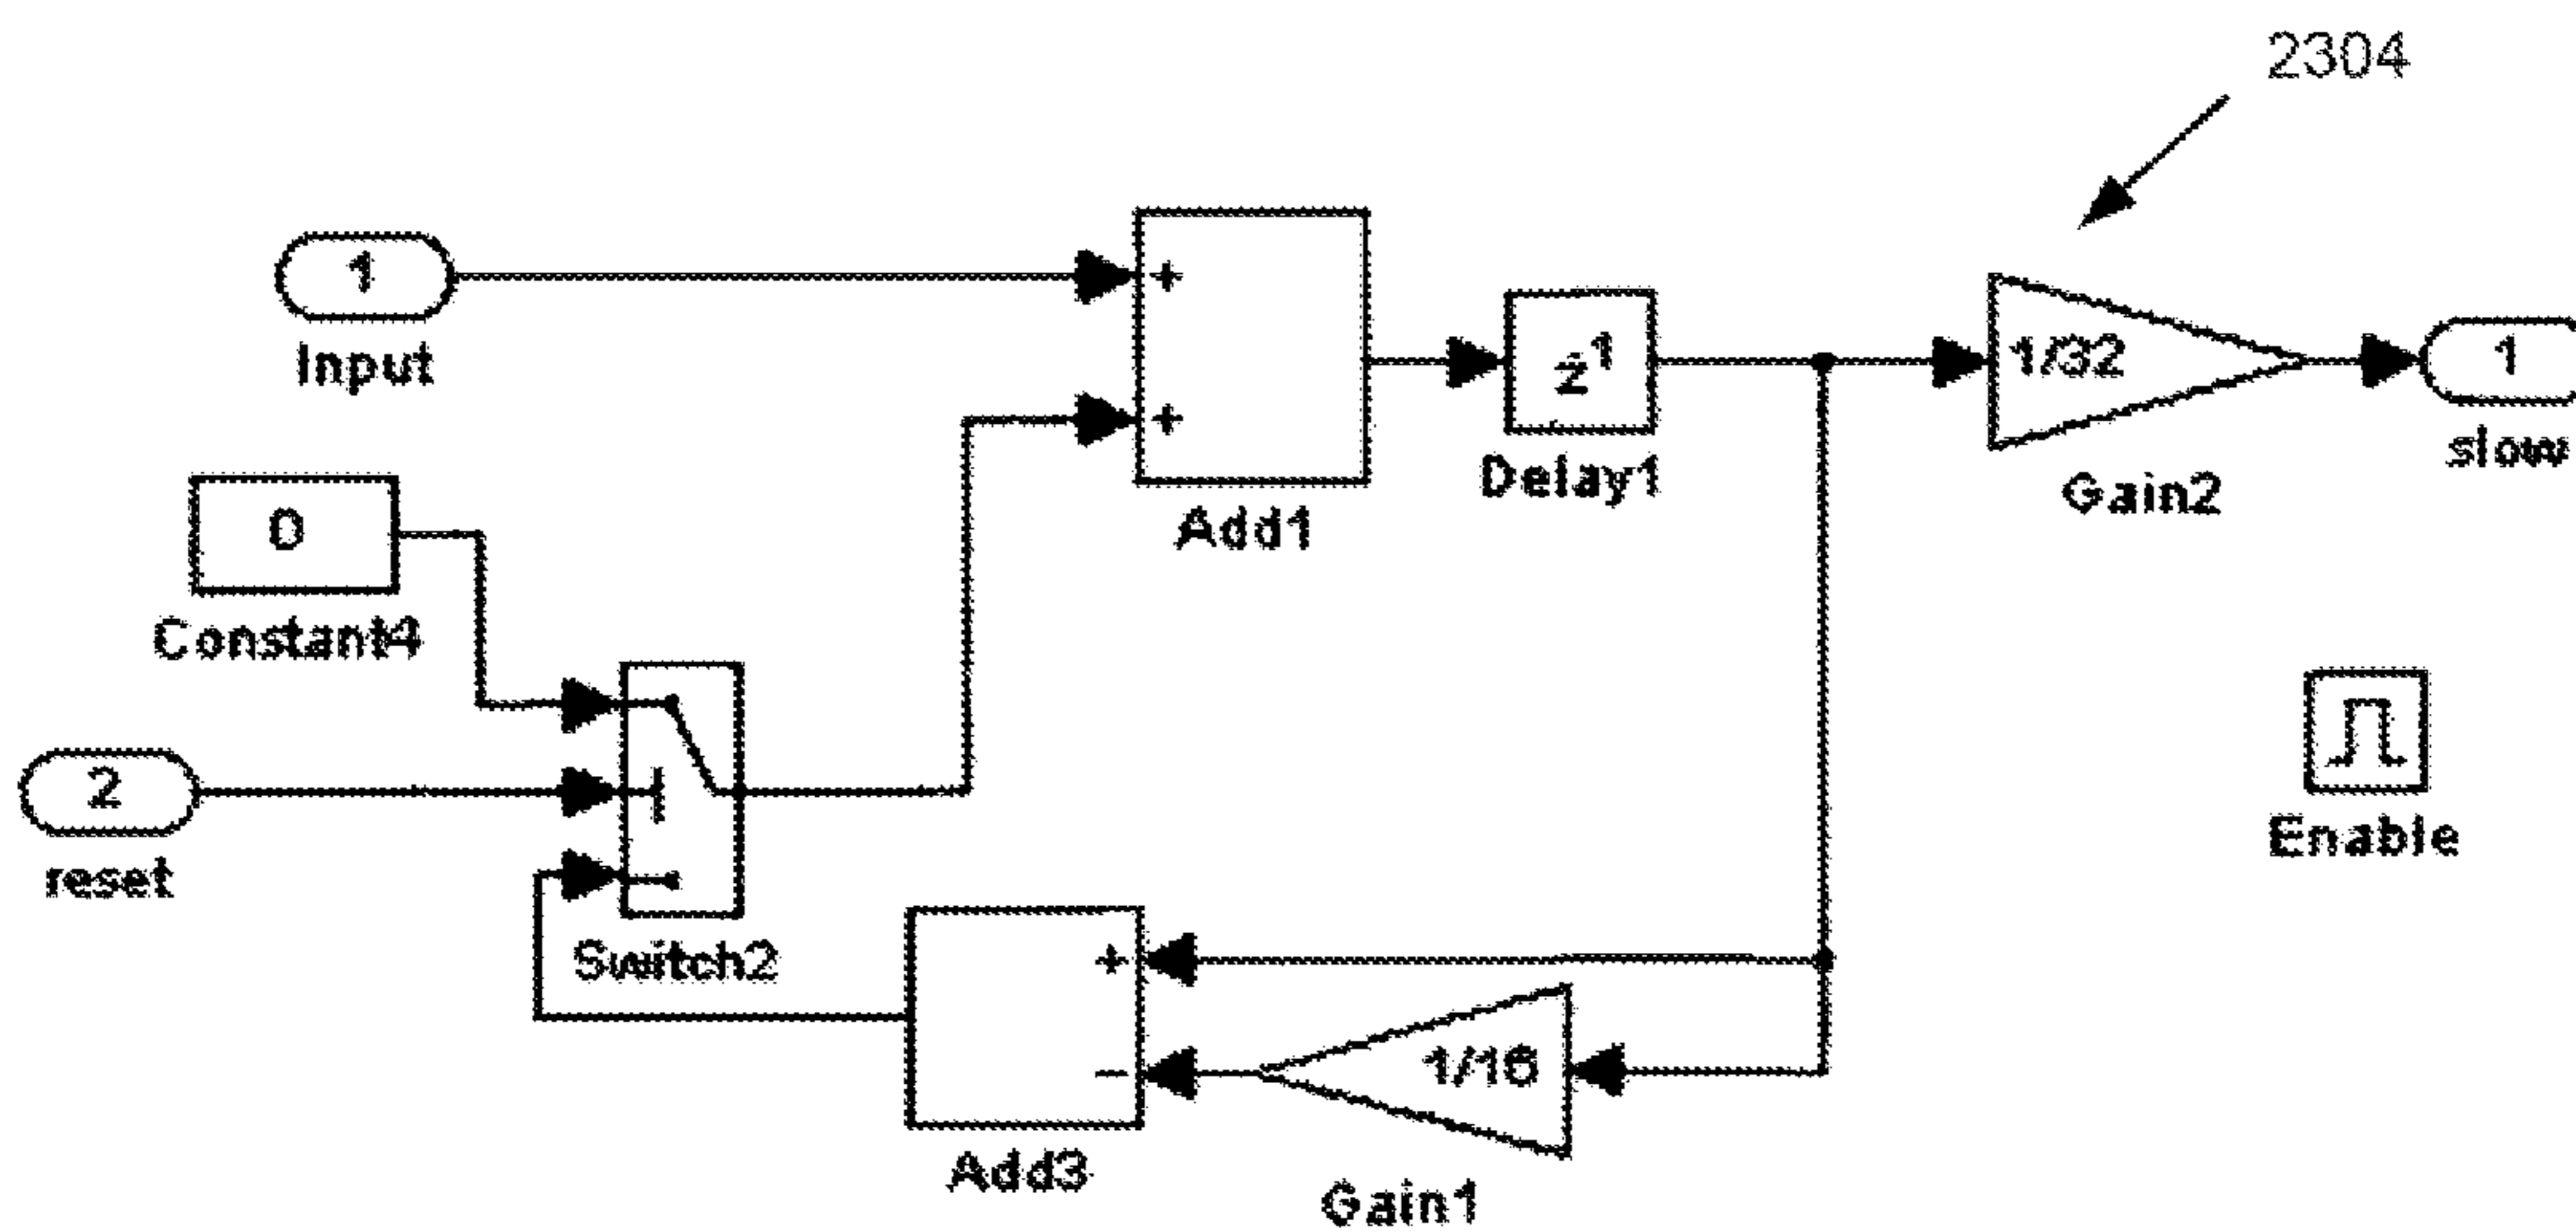 2304
1
Input
+
+
Add1
z1
Delay1
1/32
Gain2
1
slow
0
Constant4
2
reset
Switch2
Enable
+
−
Add3
1/16
Gain1